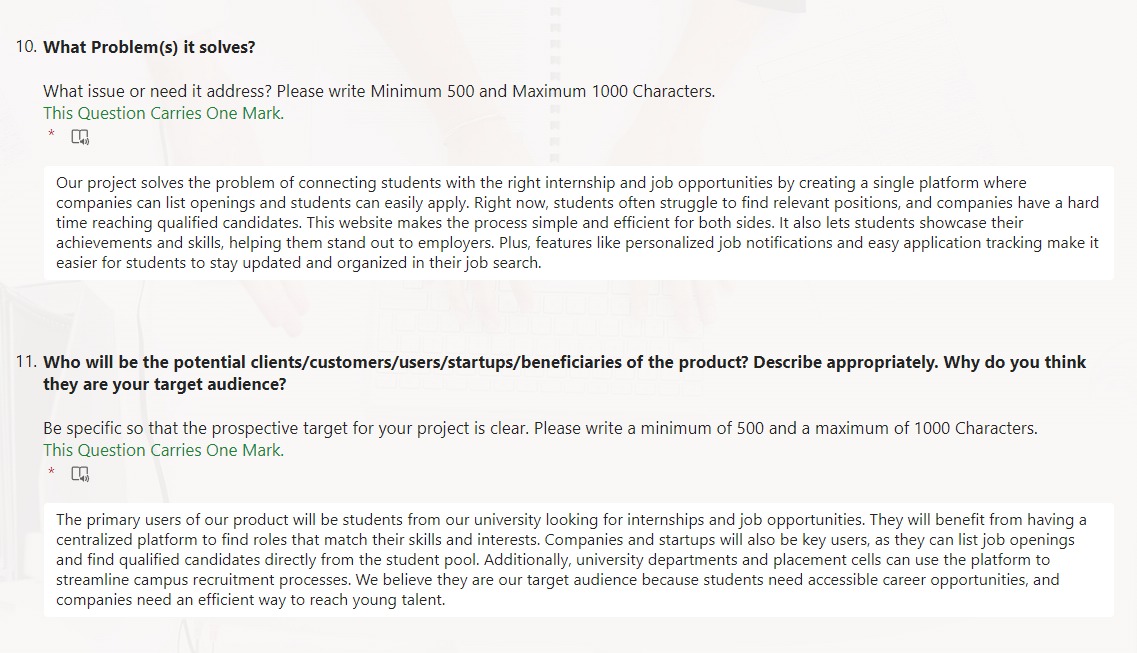 10. What Problem(s) it solves?
What issue or need it address? Please write Minimum 500 and Maximum 1000 Characters.
This Question Carries One Mark.
*
Our project solves the problem of connecting students with the right internship and job opportunities by creating a single platform where
companies can list openings and students can easily apply. Right now, students often struggle to find relevant positions, and companies have a hard
time reaching qualified candidates. This website makes the process simple and efficient for both sides. It also lets students showcase their
achievements and skills, helping them stand out to employers. Plus, features like personalized job notifications and easy application tracking make it
easier for students to stay updated and organized in their job search.
11. Who will be the potential clients/customers/users/startups/beneficiaries of the product? Describe appropriately. Why do you think
they are your target audience?
Be specific so that the prospective target for your project is clear. Please write a minimum of 500 and a maximum of 1000 Characters.
This Question Carries One Mark.
*
The primary users of our product will be students from our university looking for internships and job opportunities. They will benefit from having a
centralized platform to find roles that match their skills and interests. Companies and startups will also be key users, as they can list job openings
and find qualified candidates directly from the student pool. Additionally, university departments and placement cells can use the platform to
streamline campus recruitment processes. We believe they are our target audience because students need accessible career opportunities, and
companies need an efficient way to reach young talent.